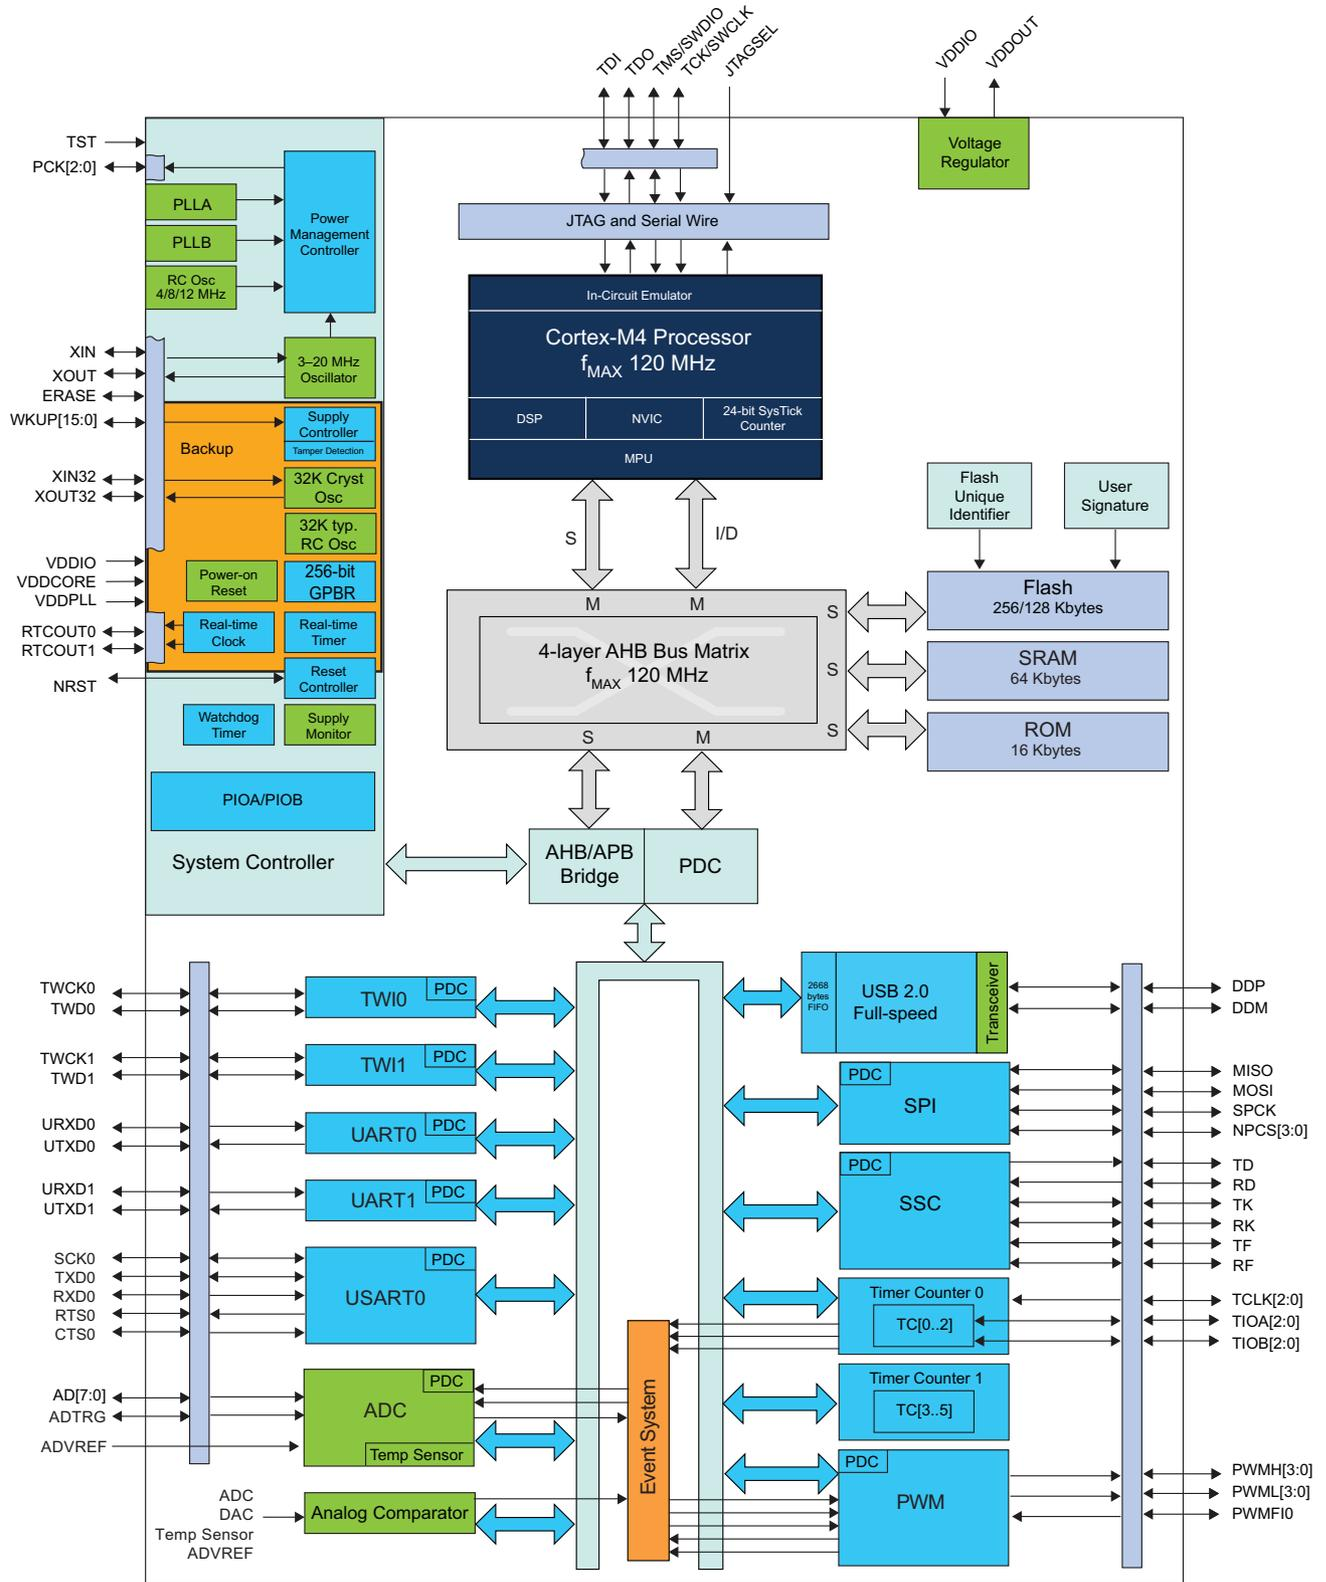 TDI
TDO
TMS/SWDIO
TCK/SWCLK
JTAGSEL
VDDIO
VDDOUT
TST
PCK[2:0]
PLLA
PLLB
RC Osc
4/8/12 MHz
Power
Management
Controller
Voltage
Regulator
JTAG and Serial Wire
In-Circuit Emulator
Cortex-M4 Processor
fMAX 120 MHz
DSP
NVIC
24-bit SysTick
Counter
MPU
XIN
XOUT
ERASE
WKUP[15:0]
3–20 MHz
Oscillator
Backup
Supply
Controller
Tamper Detection
XIN32
XOUT32
32K Cryst
Osc
32K typ.
RC Osc
VDDIO
VDDCORE
VDDPLL
Power-on
Reset
256-bit
GPBR
RTCOUT0
RTCOUT1
Real-time
Clock
Real-time
Timer
NRST
Reset
Controller
Watchdog
Timer
Supply
Monitor
PIOA/PIOB
System Controller
S
I/D
M
M
S
S
S
4-layer AHB Bus Matrix
fMAX 120 MHz
S
M
Flash
Unique
Identifier
User
Signature
Flash
256/128 Kbytes
SRAM
64 Kbytes
ROM
16 Kbytes
AHB/APB
Bridge
PDC
TWCK0
TWD0
TWI0
PDC
TWCK1
TWD1
TWI1
PDC
URXD0
UTXD0
UART0
PDC
URXD1
UTXD1
UART1
PDC
SCK0
TXD0
RXD0
RTS0
CTS0
USART0
PDC
AD[7:0]
ADTRG
ADVREF
PDC
ADC
Temp Sensor
ADC
DAC
Temp Sensor
ADVREF
Analog Comparator
Event System
2668
bytes
FIFO
USB 2.0
Full-speed
Transceiver
DDP
DDM
PDC
SPI
MISO
MOSI
SPCK
NPCS[3:0]
PDC
SSC
TD
RD
TK
RK
TF
RF
Timer Counter 0
TC[0..2]
TCLK[2:0]
TIOA[2:0]
TIOB[2:0]
Timer Counter 1
TC[3..5]
PDC
PWM
PWMH[3:0]
PWML[3:0]
PWMFI0